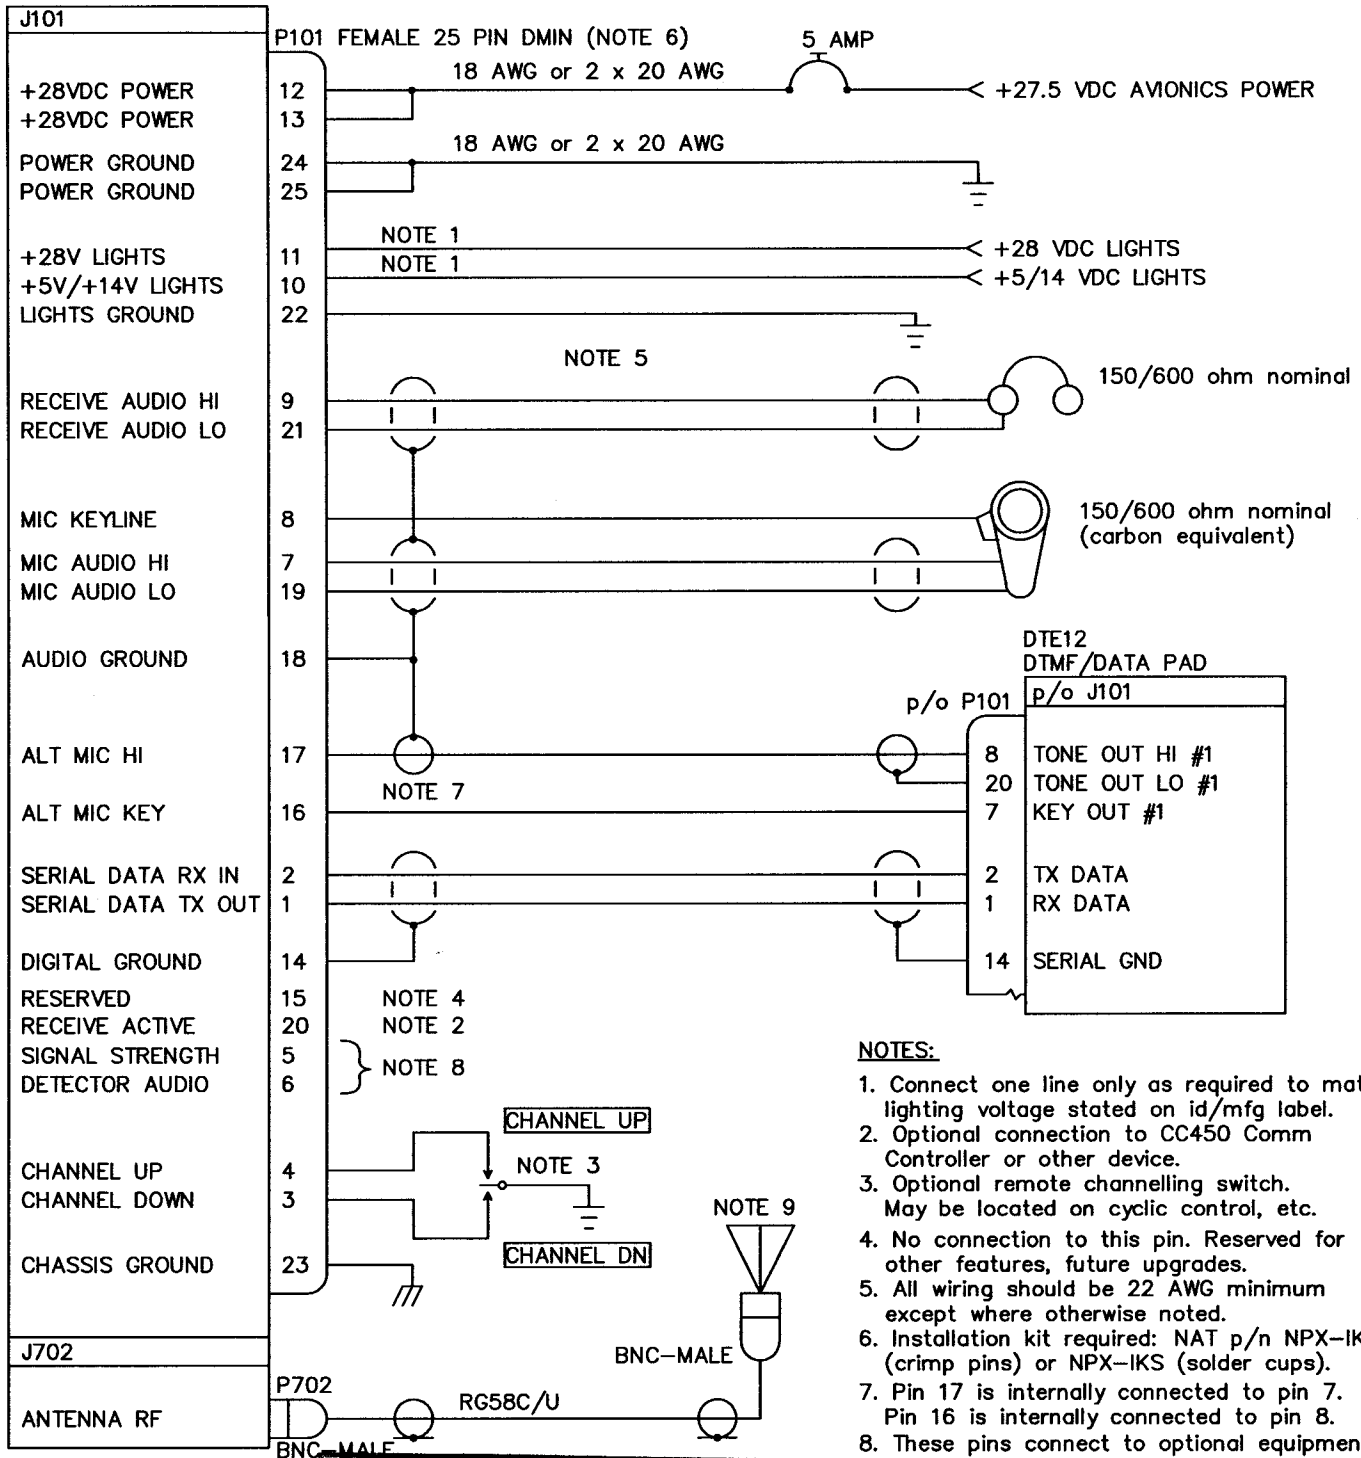 J101
P101 FEMALE 25 PIN DMIN (NOTE 6)
5 AMP
18 AWG or 2 x 20 AWG
+28VDC POWER 12
+27.5 VDC AVIONICS POWER
+28VDC POWER 13
18 AWG or 2 x 20 AWG
POWER GROUND 24
POWER GROUND 25
NOTE 1
+28V LIGHTS 11
+28 VDC LIGHTS
NOTE 1
+5V/+14V LIGHTS 10
+5/14 VDC LIGHTS
LIGHTS GROUND 22
NOTE 5
150/600 ohm nominal
RECEIVE AUDIO HI 9
RECEIVE AUDIO LO 21
MIC KEYLINE 8
150/600 ohm nominal
(carbon equivalent)
MIC AUDIO HI 7
MIC AUDIO LO 19
AUDIO GROUND 18
DTE12
DTMF/DATA PAD
p/o P101
p/o J101
ALT MIC HI 17
8 TONE OUT HI #1
20 TONE OUT LO #1
NOTE 7
ALT MIC KEY 16
7 KEY OUT #1
SERIAL DATA RX IN 2
2 TX DATA
SERIAL DATA TX OUT 1
1 RX DATA
DIGITAL GROUND 14
14 SERIAL GND
RESERVED 15 NOTE 4
RECEIVE ACTIVE 20 NOTE 2
SIGNAL STRENGTH 5
NOTE 8
DETECTOR AUDIO 6
CHANNEL UP
CHANNEL UP 4
NOTE 3
CHANNEL DOWN 3
CHANNEL DN
CHASSIS GROUND 23
NOTE 9
BNC-MALE
J702
P702
ANTENNA RF
RG58C/U
BNC-MALE
NOTES:
1. Connect one line only as required to mat
lighting voltage stated on id/mfg label.
2. Optional connection to CC450 Comm
Controller or other device.
3. Optional remote channelling switch.
May be located on cyclic control, etc.
4. No connection to this pin. Reserved for
other features, future upgrades.
5. All wiring should be 22 AWG minimum
except where otherwise noted.
6. Installation kit required: NAT p/n NPX-IK
(crimp pins) or NPX-IKS (solder cups).
7. Pin 17 is internally connected to pin 7.
Pin 16 is internally connected to pin 8.
8. These pins connect to optional equipmen